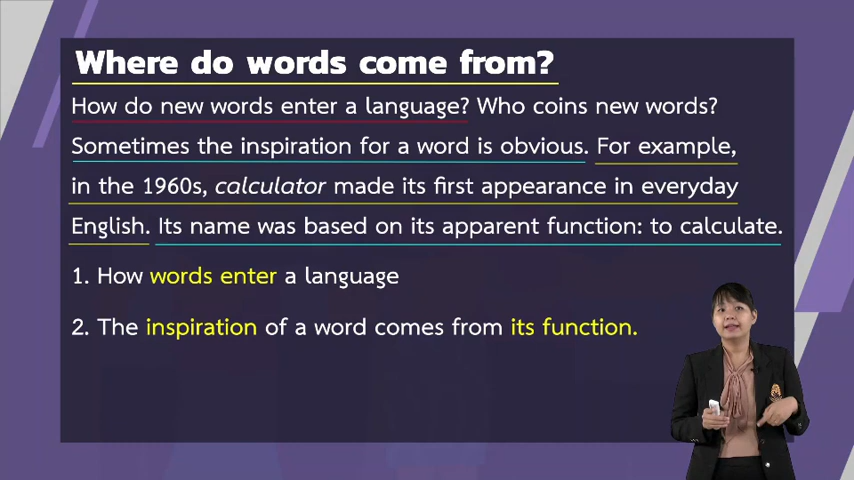 Where do words come from?
How do new words enter a language? Who coins new words?
Sometimes the inspiration for a word is obvious. For example,
in the 1960s, calculator made its first appearance in everyday
English. Its name was based on its apparent function: to calculate.
1. How words enter a language
2. The inspiration of a word comes from its function.